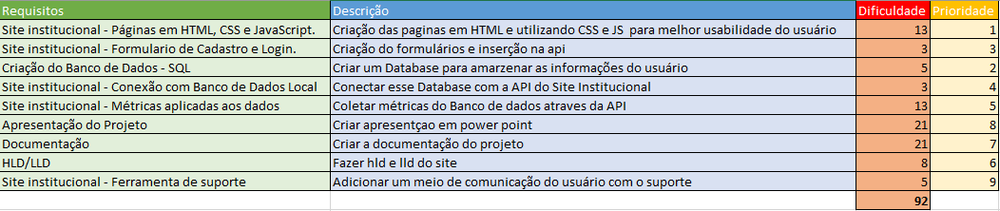 Requisitos Descrição Dificuldade Prioridade
Site institucional - Páginas em HTML, CSS e JavaScript. Criação das paginas em HTML e utilizando CSS e JS para melhor usabilidade do usuário 13 1
Site institucional - Formulario de Cadastro e Login. Criação do formulários e inserção na api 3 3
Criação do Banco de Dados - SQL Criar um Database para amarzenar as informações do usuário 5 2
Site institucional - Conexão com Banco de Dados Local Conectar esse Database com a API do Site Institucional 3 4
Site institucional - Métricas aplicadas aos dados Coletar métricas do Banco de dados atraves da API 13 5
Apresentação do Projeto Criar apresentçao em power point 21 8
Documentação Criar a documentação do projeto 21 7
HLD/LLD Fazer hld e lld do site 8 6
Site institucional - Ferramenta de suporte Adicionar um meio de comunicação do usuário com o suporte 5 9
92